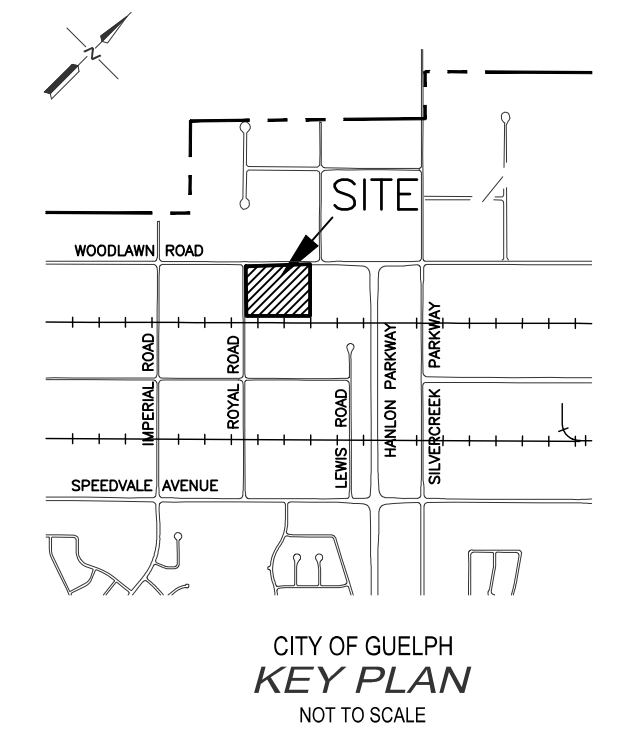 N
SITE
WOODLAWN ROAD
IMPERIAL ROAD
ROYAL ROAD
LEWIS ROAD
HANLON PARKWAY
SILVERCREEK PARKWAY
SPEEDVALE AVENUE
CITY OF GUELPH
KEY PLAN
NOT TO SCALE